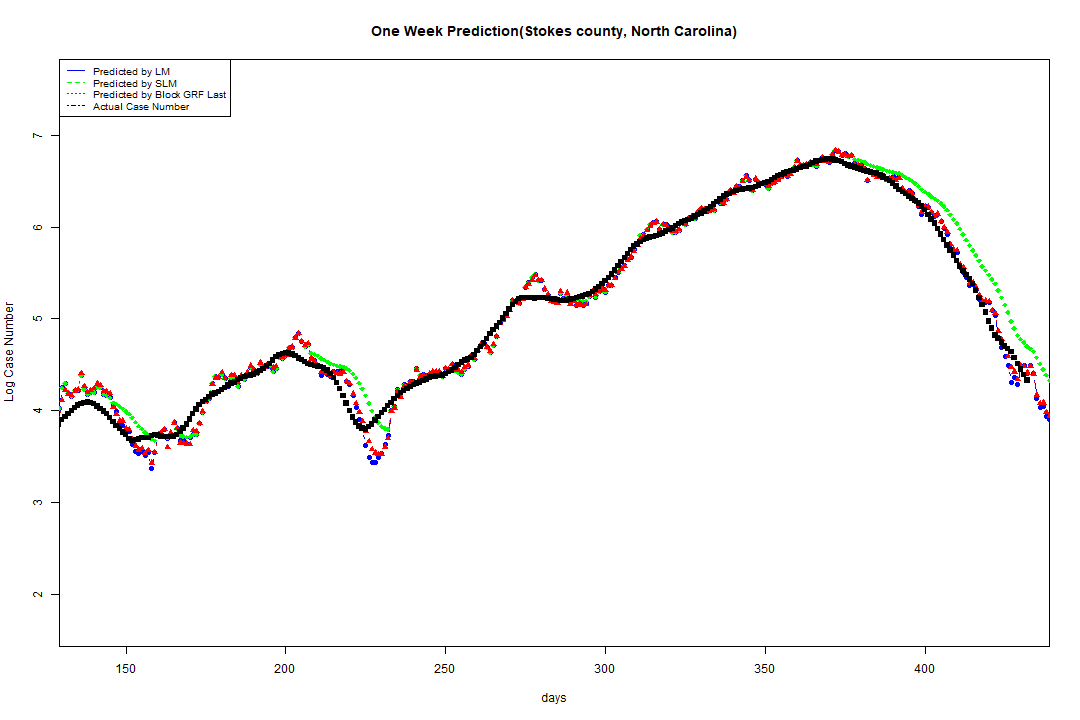 One Week Prediction(Stokes county, North Carolina)
Predicted by LM
Predicted by SLM
Predicted by Block GRF Last
Actual Case Number
7
6
5
4
3
2
Log Case Number
150 200 250 300 350 400
days